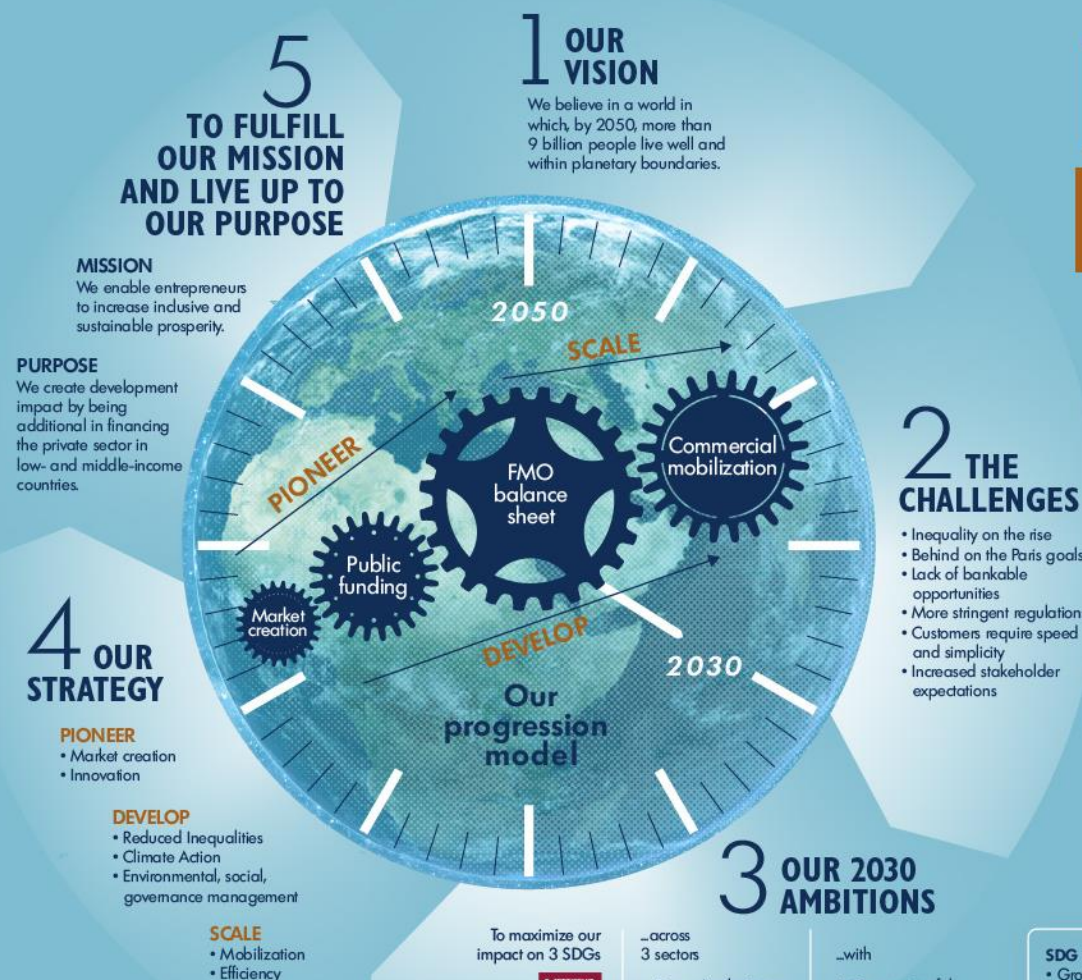 1 OUR
VISION
We believe in a world in
which, by 2050, more than
9 billion people live well and
within planetary boundaries.
2 THE
CHALLENGES
• Inequality on the rise
• Behind on the Paris goals
• Lack of bankable
opportunities
• More stringent regulation
• Customers require speed
and simplicity
• Increased stakeholder
expectations
3 OUR 2030
AMBITIONS
To maximize our
impact on 3 SDGs
...across
3 sectors
...with
SDG
4 OUR
STRATEGY
PIONEER
• Market creation
• Innovation
DEVELOP
• Reduced Inequalities
• Climate Action
• Environmental, social,
governance management
SCALE
• Mobilization
• Efficiency
5
TO FULFILL
OUR MISSION
AND LIVE UP TO
OUR PURPOSE
MISSION
We enable entrepreneurs
to increase inclusive and
sustainable prosperity.
PURPOSE
We create development
impact by being
additional in financing
the private sector in
low- and middle-income
countries.
2050
SCALE
PIONEER
Commercial
mobilization
FMO
balance
sheet
Public
funding
Market
creation
DEVELOP
2030
Our
progression
model